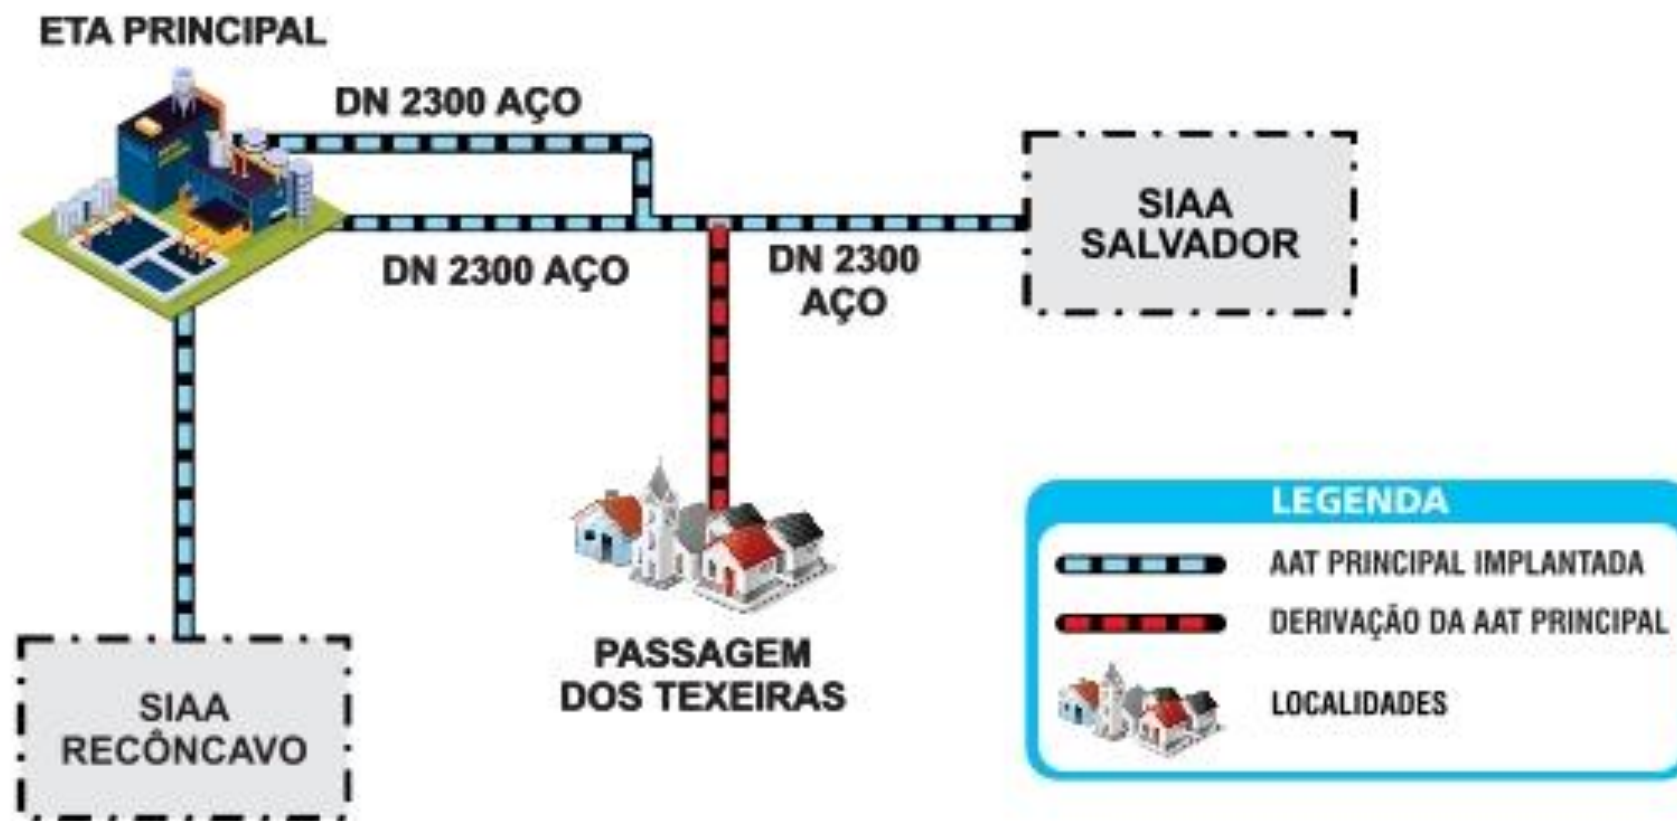 ETA PRINCIPAL
DN 2300 AÇO
DN 2300 AÇO
DN 2300
AÇO
SIAA
SALVADOR
PASSAGEM
DOS TEXEIRAS
SIAA
RECÔNCAVO
LEGENDA
AAT PRINCIPAL IMPLANTADA
DERIVAÇÃO DA AAT PRINCIPAL
LOCALIDADES